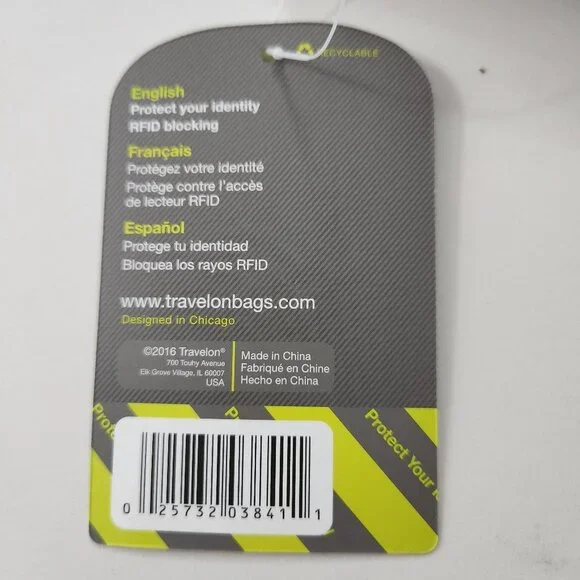 RECYCLABLE
English
Protect your identity
RFID blocking
Français
Protégez votre identité
Protège contre l'accès
de lecteur RFID
Español
Protege tu identidad
Bloquea los rayos RFID
www.travelonbags.com
Designed in Chicago
©2016 Travelon®
700 Touhy Avenue
Elk Grove Village, IL 60007
USA
Made in China
Fabriqué en Chine
Hecho en China
Protect Your
0 25732 03841 1